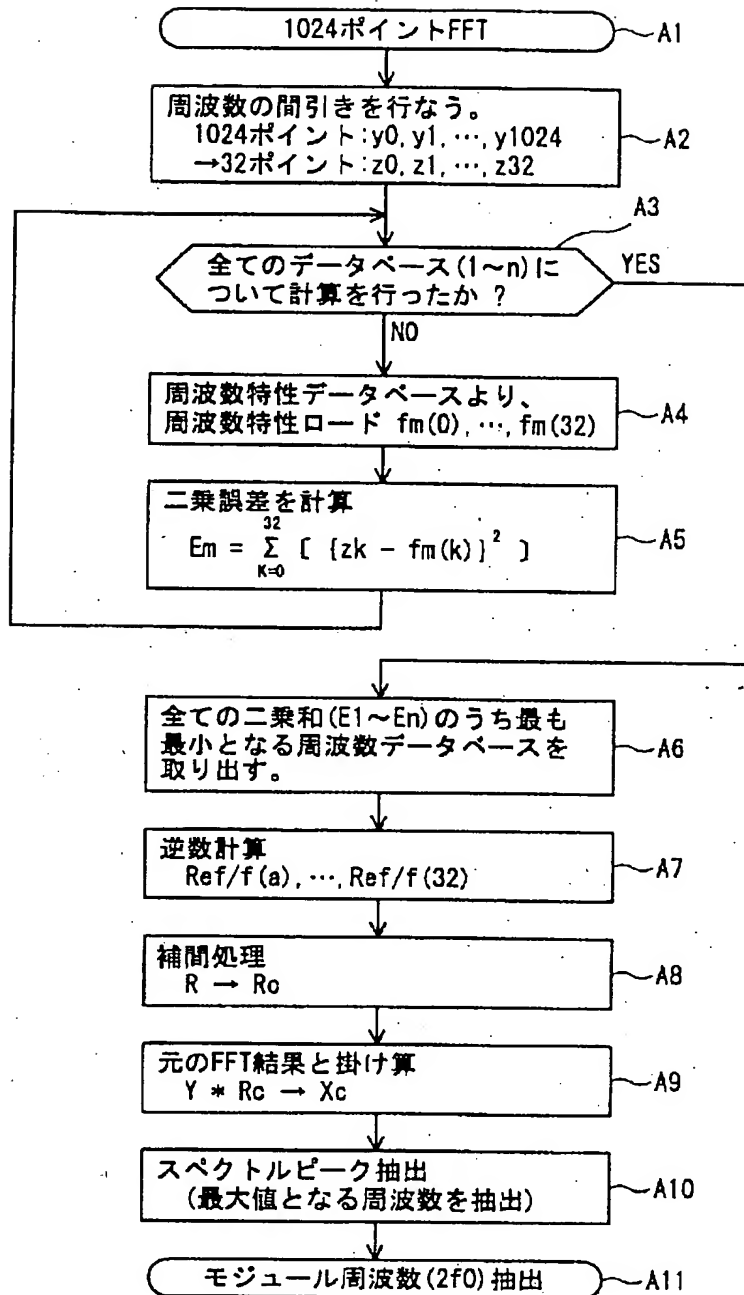 1024ポイントFFT
A1
周波数の間引きを行なう。
1024ポイント:y0,y1,…,y1024
→32ポイント:z0,z1,…,z32
A2
A3
全てのデータベース(1〜n)に
ついて計算を行ったか ?
YES
NO
周波数特性データベースより、
周波数特性ロード fm(0),…,fm(32)
A4
二乗誤差を計算
32
Em = Σ 〔 {zk - fm(k)}² 〕
K=0
A5
全ての二乗和(E1〜En)のうち最も
最小となる周波数データベースを
取り出す。
A6
逆数計算
Ref/f(a),…,Ref/f(32)
A7
補間処理
R → Rc
A8
元のFFT結果と掛け算
Y * Rc → Xc
A9
スペクトルピーク抽出
(最大値となる周波数を抽出)
A10
モジュール周波数(2f0)抽出
A11